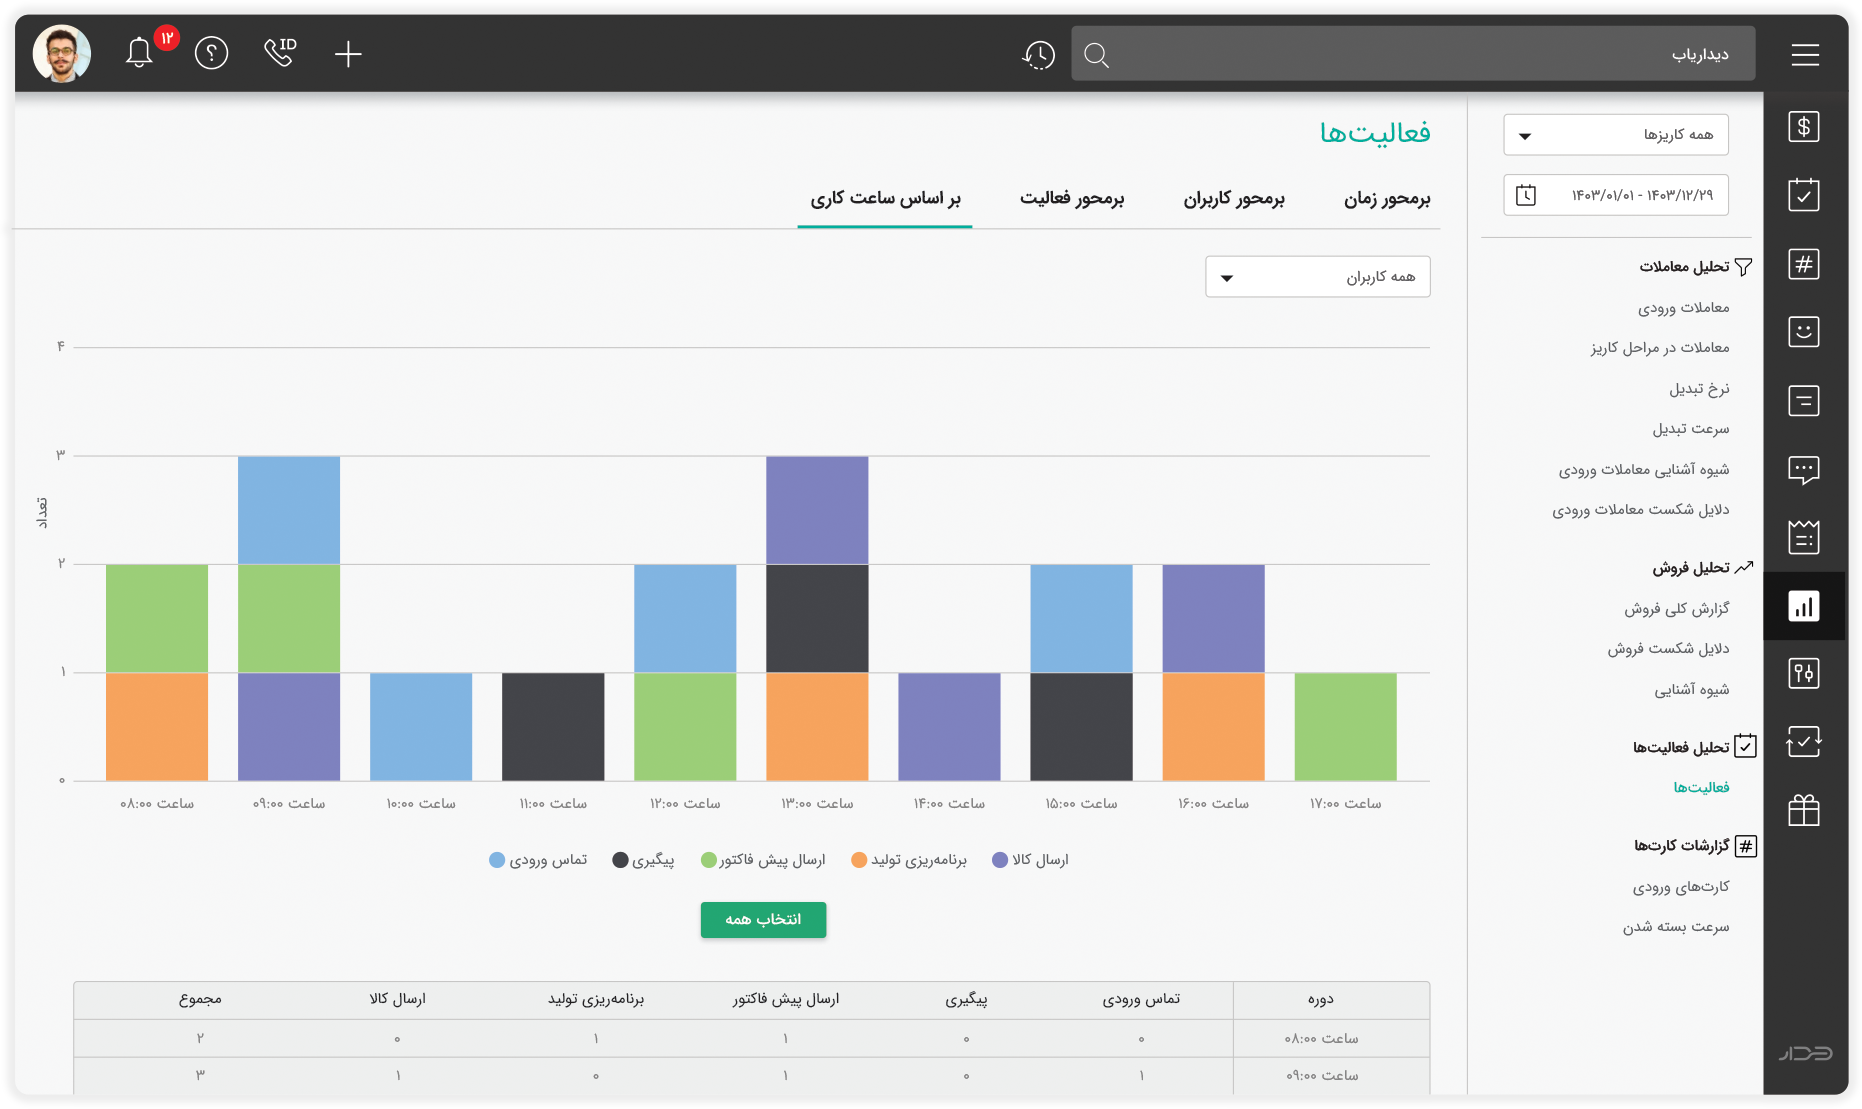 دیداریاب
ID
۱۲
همه کاریزها
۱۴۰۳/۰۱/۰۱ - ۱۴۰۳/۱۲/۲۹
تحلیل معاملات
معاملات ورودی
معاملات در مراحل کاریز
نرخ تبدیل
سرعت تبدیل
شیوه آشنایی معاملات ورودی
دلایل شکست معاملات ورودی
تحلیل فروش
گزارش کلی فروش
دلایل شکست فروش
شیوه آشنایی
تحلیل فعالیت‌ها
فعالیت‌ها
گزارشات کارت‌ها
کارت‌های ورودی
سرعت بسته شدن
دیدار
فعالیت‌ها
برمحور زمان برمحور کاربران برمحور فعالیت بر اساس ساعت کاری
همه کاربران
۴
۳
۲
۱
۰
تعداد
ساعت ۰۸:۰۰ ساعت ۰۹:۰۰ ساعت ۱۰:۰۰ ساعت ۱۱:۰۰ ساعت ۱۲:۰۰ ساعت ۱۳:۰۰ ساعت ۱۴:۰۰ ساعت ۱۵:۰۰ ساعت ۱۶:۰۰ ساعت ۱۷:۰۰
ارسال کالا برنامه‌ریزی تولید ارسال پیش فاکتور پیگیری تماس ورودی
انتخاب همه
دوره تماس ورودی پیگیری ارسال پیش فاکتور برنامه‌ریزی تولید ارسال کالا مجموع
ساعت ۰۸:۰۰ ۰ ۰ ۱ ۱ ۰ ۲
ساعت ۰۹:۰۰ ۱ ۰ ۱ ۰ ۱ ۳